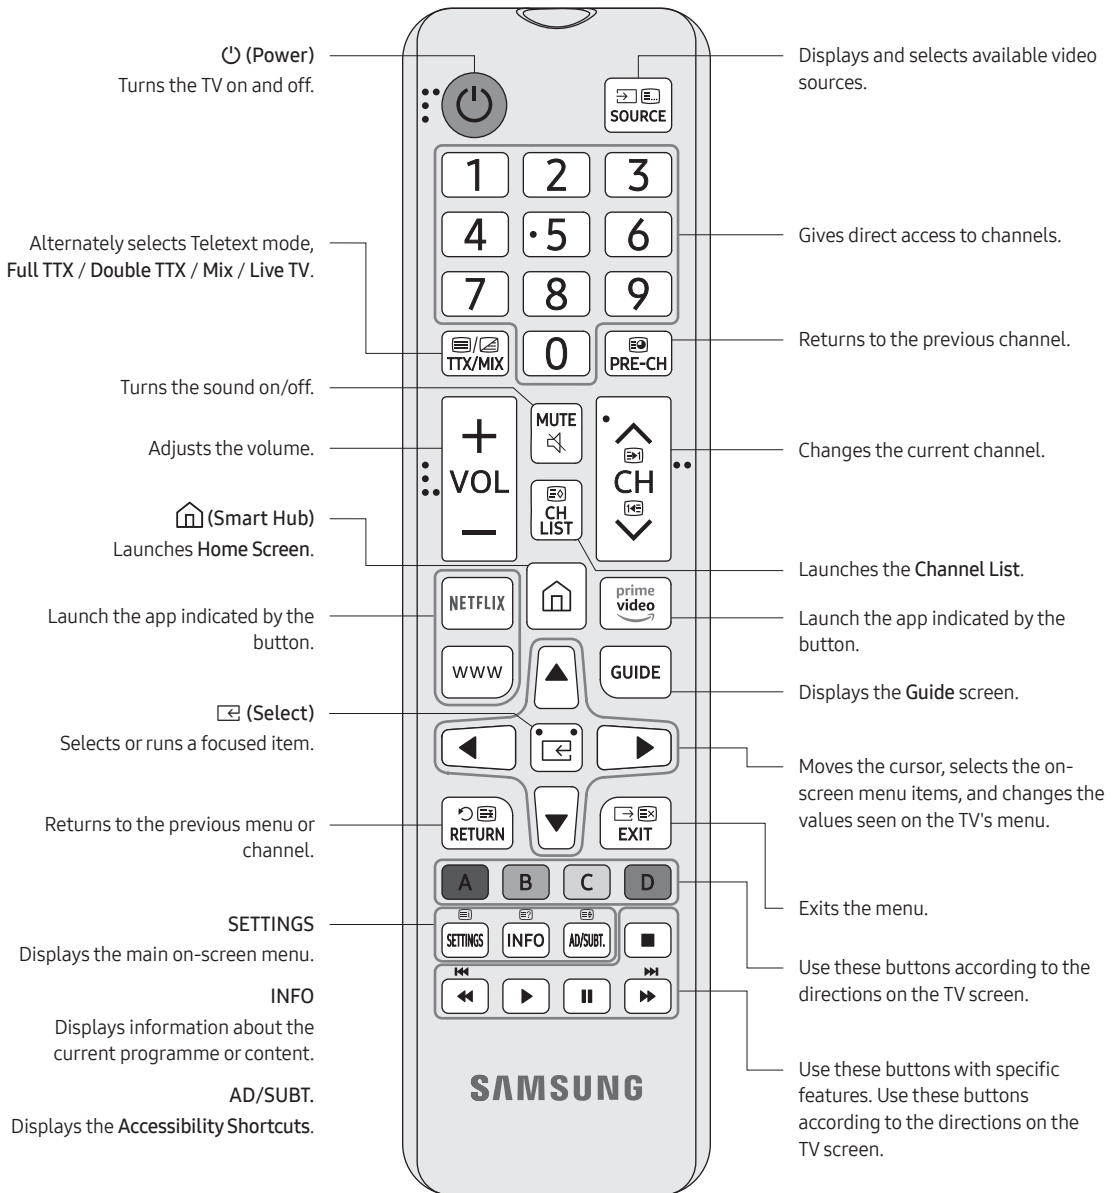 (Power)
Turns the TV on and off.
Alternately selects Teletext mode,
Full TTX / Double TTX / Mix / Live TV.
Turns the sound on/off.
Adjusts the volume.
(Smart Hub)
Launches Home Screen.
Launch the app indicated by the
button.
(Select)
Selects or runs a focused item.
Returns to the previous menu or
channel.
SETTINGS
Displays the main on-screen menu.
INFO
Displays information about the
current programme or content.
AD/SUBT.
Displays the Accessibility Shortcuts.
SOURCE
1 2 3
4 5 6
7 8 9
TTX/MIX 0 PRE-CH
MUTE
+
VOL
−
CH
LIST
1
CH
1
NETFLIX
prime
video
www
GUIDE
RETURN
EXIT
A B C D
i ?
SETTINGS INFO AD/SUBT.
SAMSUNG
Displays and selects available video
sources.
Gives direct access to channels.
Returns to the previous channel.
Changes the current channel.
Launches the Channel List.
Launch the app indicated by the
button.
Displays the Guide screen.
Moves the cursor, selects the on-
screen menu items, and changes the
values seen on the TV's menu.
Exits the menu.
Use these buttons according to the
directions on the TV screen.
Use these buttons with specific
features. Use these buttons
according to the directions on the
TV screen.